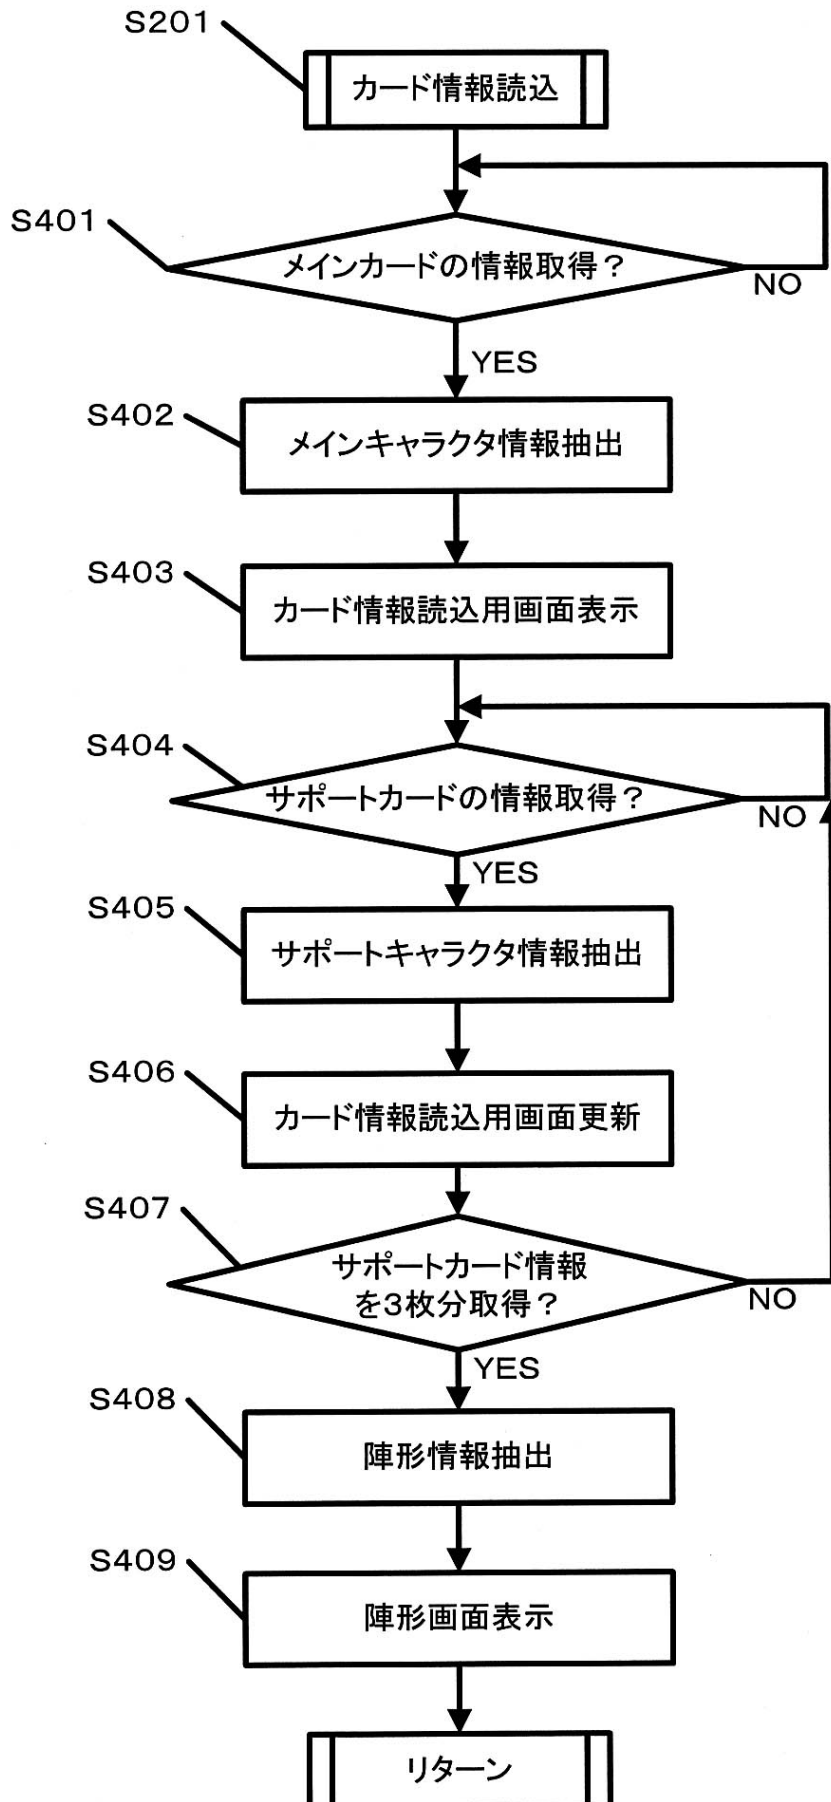 S201
カード情報読込
S401
メインカードの情報取得？
NO
YES
S402
メインキャラクタ情報抽出
S403
カード情報読込用画面表示
S404
サポートカードの情報取得？
NO
YES
S405
サポートキャラクタ情報抽出
S406
カード情報読込用画面更新
S407
サポートカード情報
を3枚分取得？
NO
YES
S408
陣形情報抽出
S409
陣形画面表示
リターン